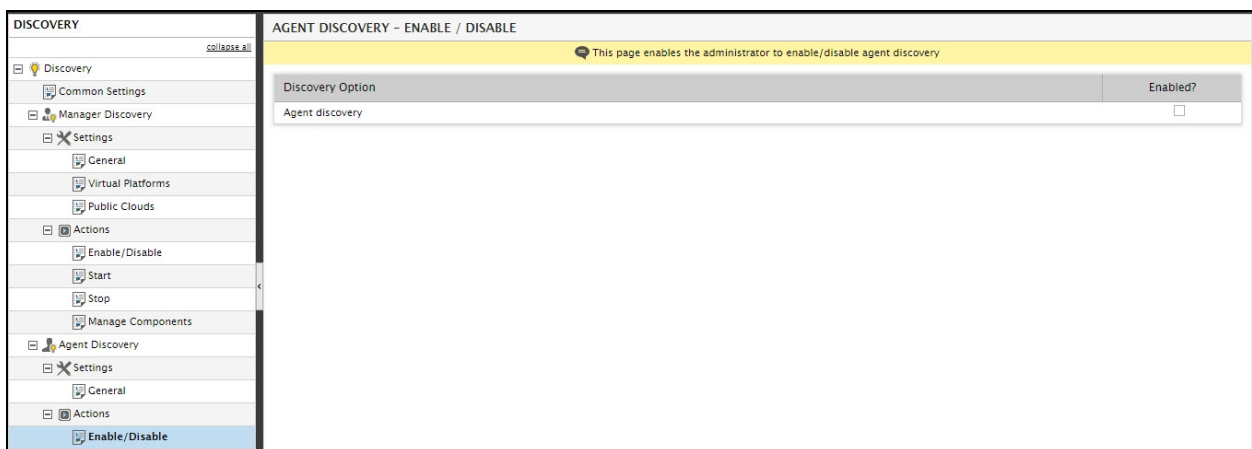 DISCOVERY
collapse all
Discovery
Common Settings
Manager Discovery
Settings
General
Virtual Platforms
Public Clouds
Actions
Enable/Disable
Start
Stop
Manage Components
Agent Discovery
Settings
General
Actions
Enable/Disable
AGENT DISCOVERY - ENABLE / DISABLE
This page enables the administrator to enable/disable agent discovery
Discovery Option Enabled?
Agent discovery